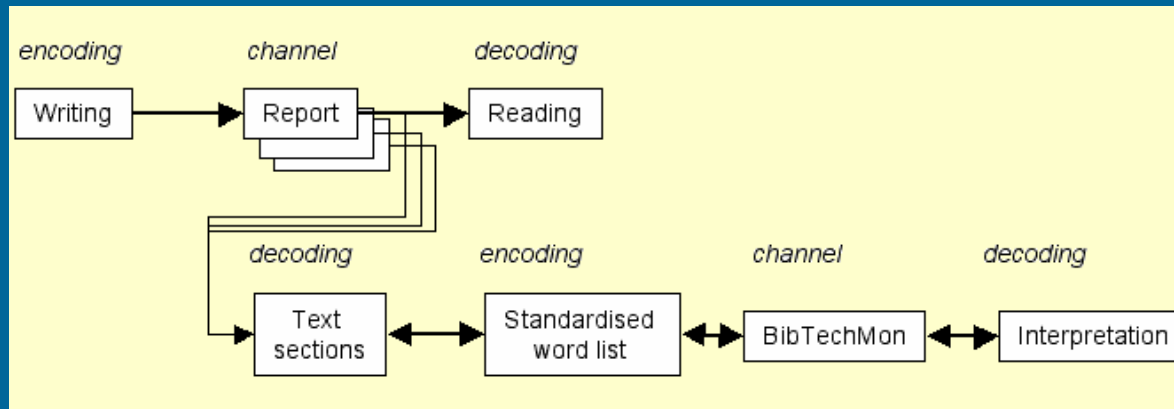 encoding channel decoding
Writing Report Reading
decoding encoding channel decoding
Text sections
Standardised word list
BibTechMon
Interpretation